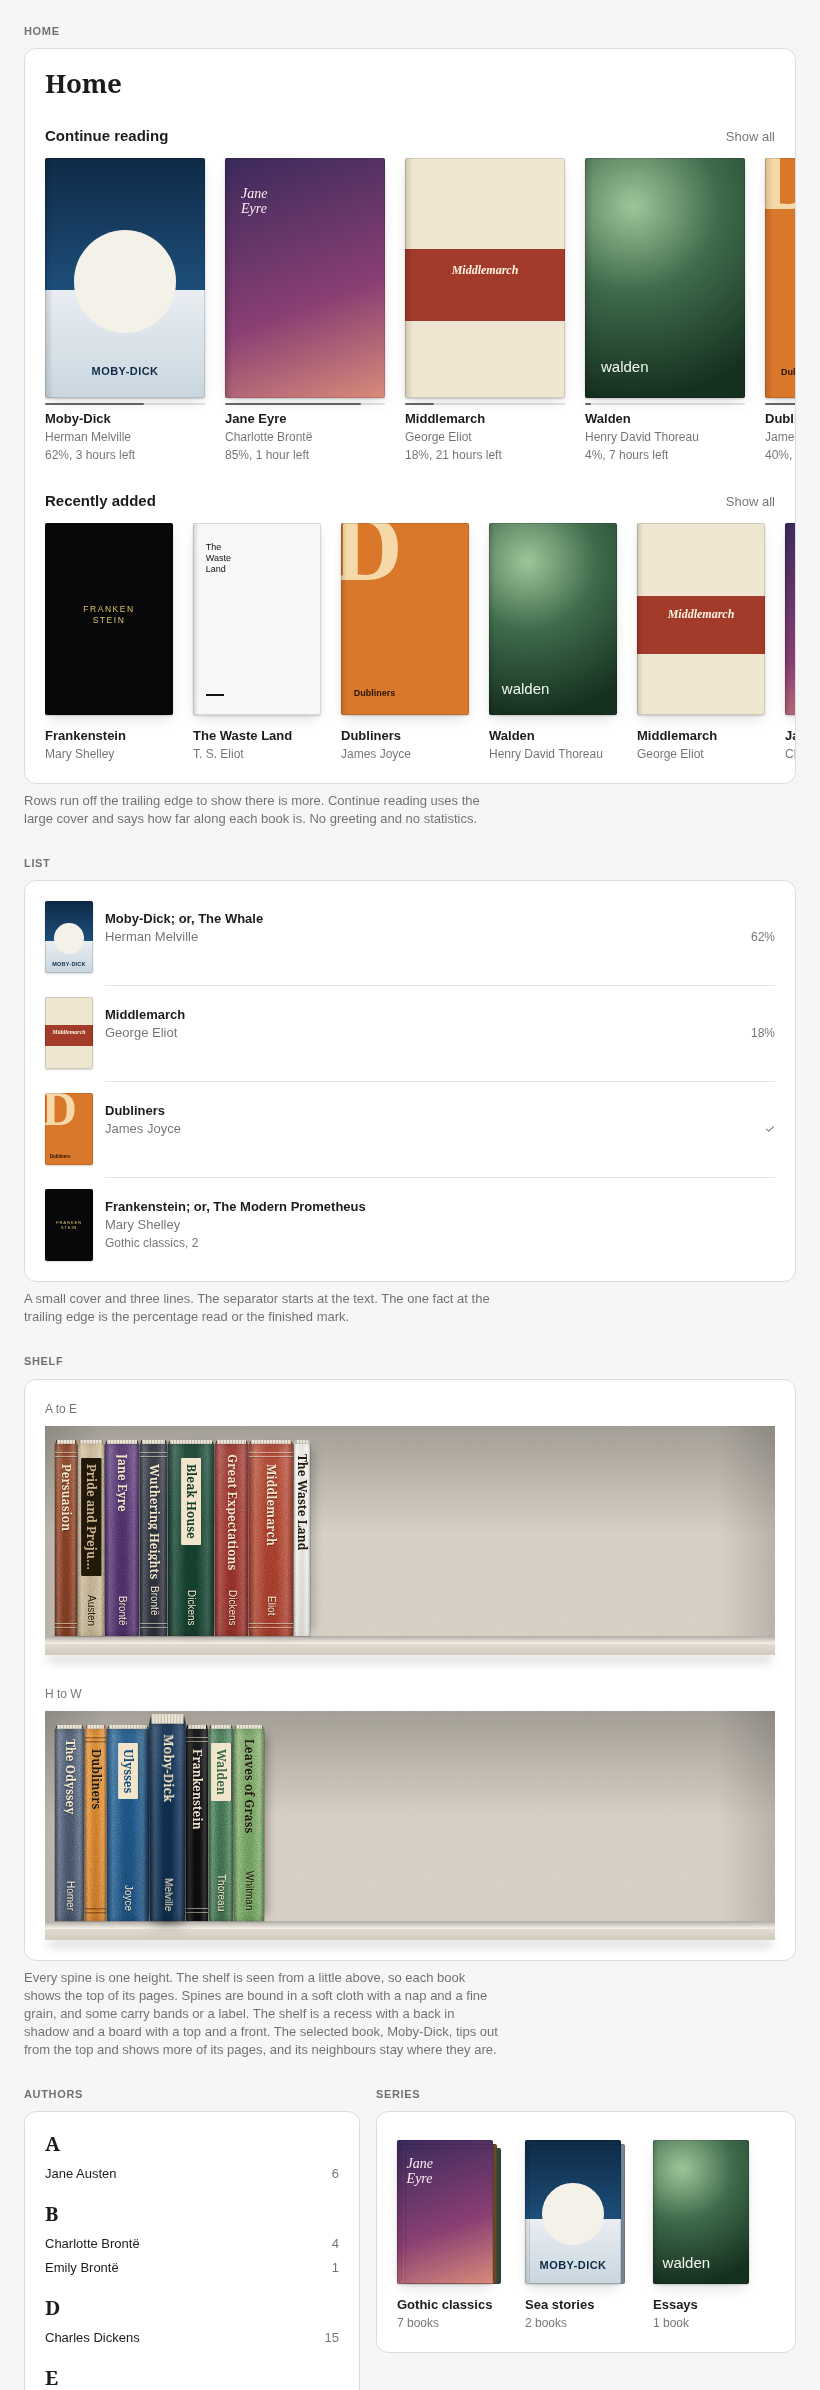 HOME
Home
Continue reading
Show all
Jane
Eyre
Middlemarch
walden
MOBY-DICK
Dub
Moby-Dick
Jane Eyre
Middlemarch
Walden
Dubl
Herman Melville
Charlotte Brontë
George Eliot
Henry David Thoreau
Jame
62%, 3 hours left
85%, 1 hour left
18%, 21 hours left
4%, 7 hours left
40%,
Recently added
Show all
FRANKEN
STEIN
The
Waste
Land
D
Dubliners
walden
Middlemarch
Frankenstein
The Waste Land
Dubliners
Walden
Middlemarch
Ja
Mary Shelley
T. S. Eliot
James Joyce
Henry David Thoreau
George Eliot
Rows run off the trailing edge to show there is more. Continue reading uses the
large cover and says how far along each book is. No greeting and no statistics.
LIST
MOBY-DICK
Moby-Dick; or, The Whale
Herman Melville
62%
Middlemarch
Middlemarch
George Eliot
18%
D
Dubliners
Dubliners
James Joyce
FRANKEN
STEIN
Frankenstein; or, The Modern Prometheus
Mary Shelley
Gothic classics, 2
A small cover and three lines. The separator starts at the text. The one fact at the
trailing edge is the percentage read or the finished mark.
SHELF
A to E
Persuasion
Pride and Preju...
Austen
Jane Eyre
Brontë
Wuthering Heights
Brontë
Bleak House
Dickens
Great Expectations
Dickens
Middlemarch
Eliot
The Waste Land
H to W
The Odyssey
Homer
Dubliners
Ulysses
Joyce
Moby-Dick
Melville
Frankenstein
Walden
Thoreau
Leaves of Grass
Whitman
Every spine is one height. The shelf is seen from a little above, so each book
shows the top of its pages. Spines are bound in a soft cloth with a nap and a fine
grain, and some carry bands or a label. The shelf is a recess with a back in
shadow and a board with a top and a front. The selected book, Moby-Dick, tips out
from the top and shows more of its pages, and its neighbours stay where they are.
AUTHORS
A
Jane Austen 6
B
Charlotte Brontë 4
Emily Brontë 1
D
Charles Dickens 15
E
SERIES
Jane
Eyre
MOBY-DICK
walden
Gothic classics
Sea stories
Essays
7 books
2 books
1 book